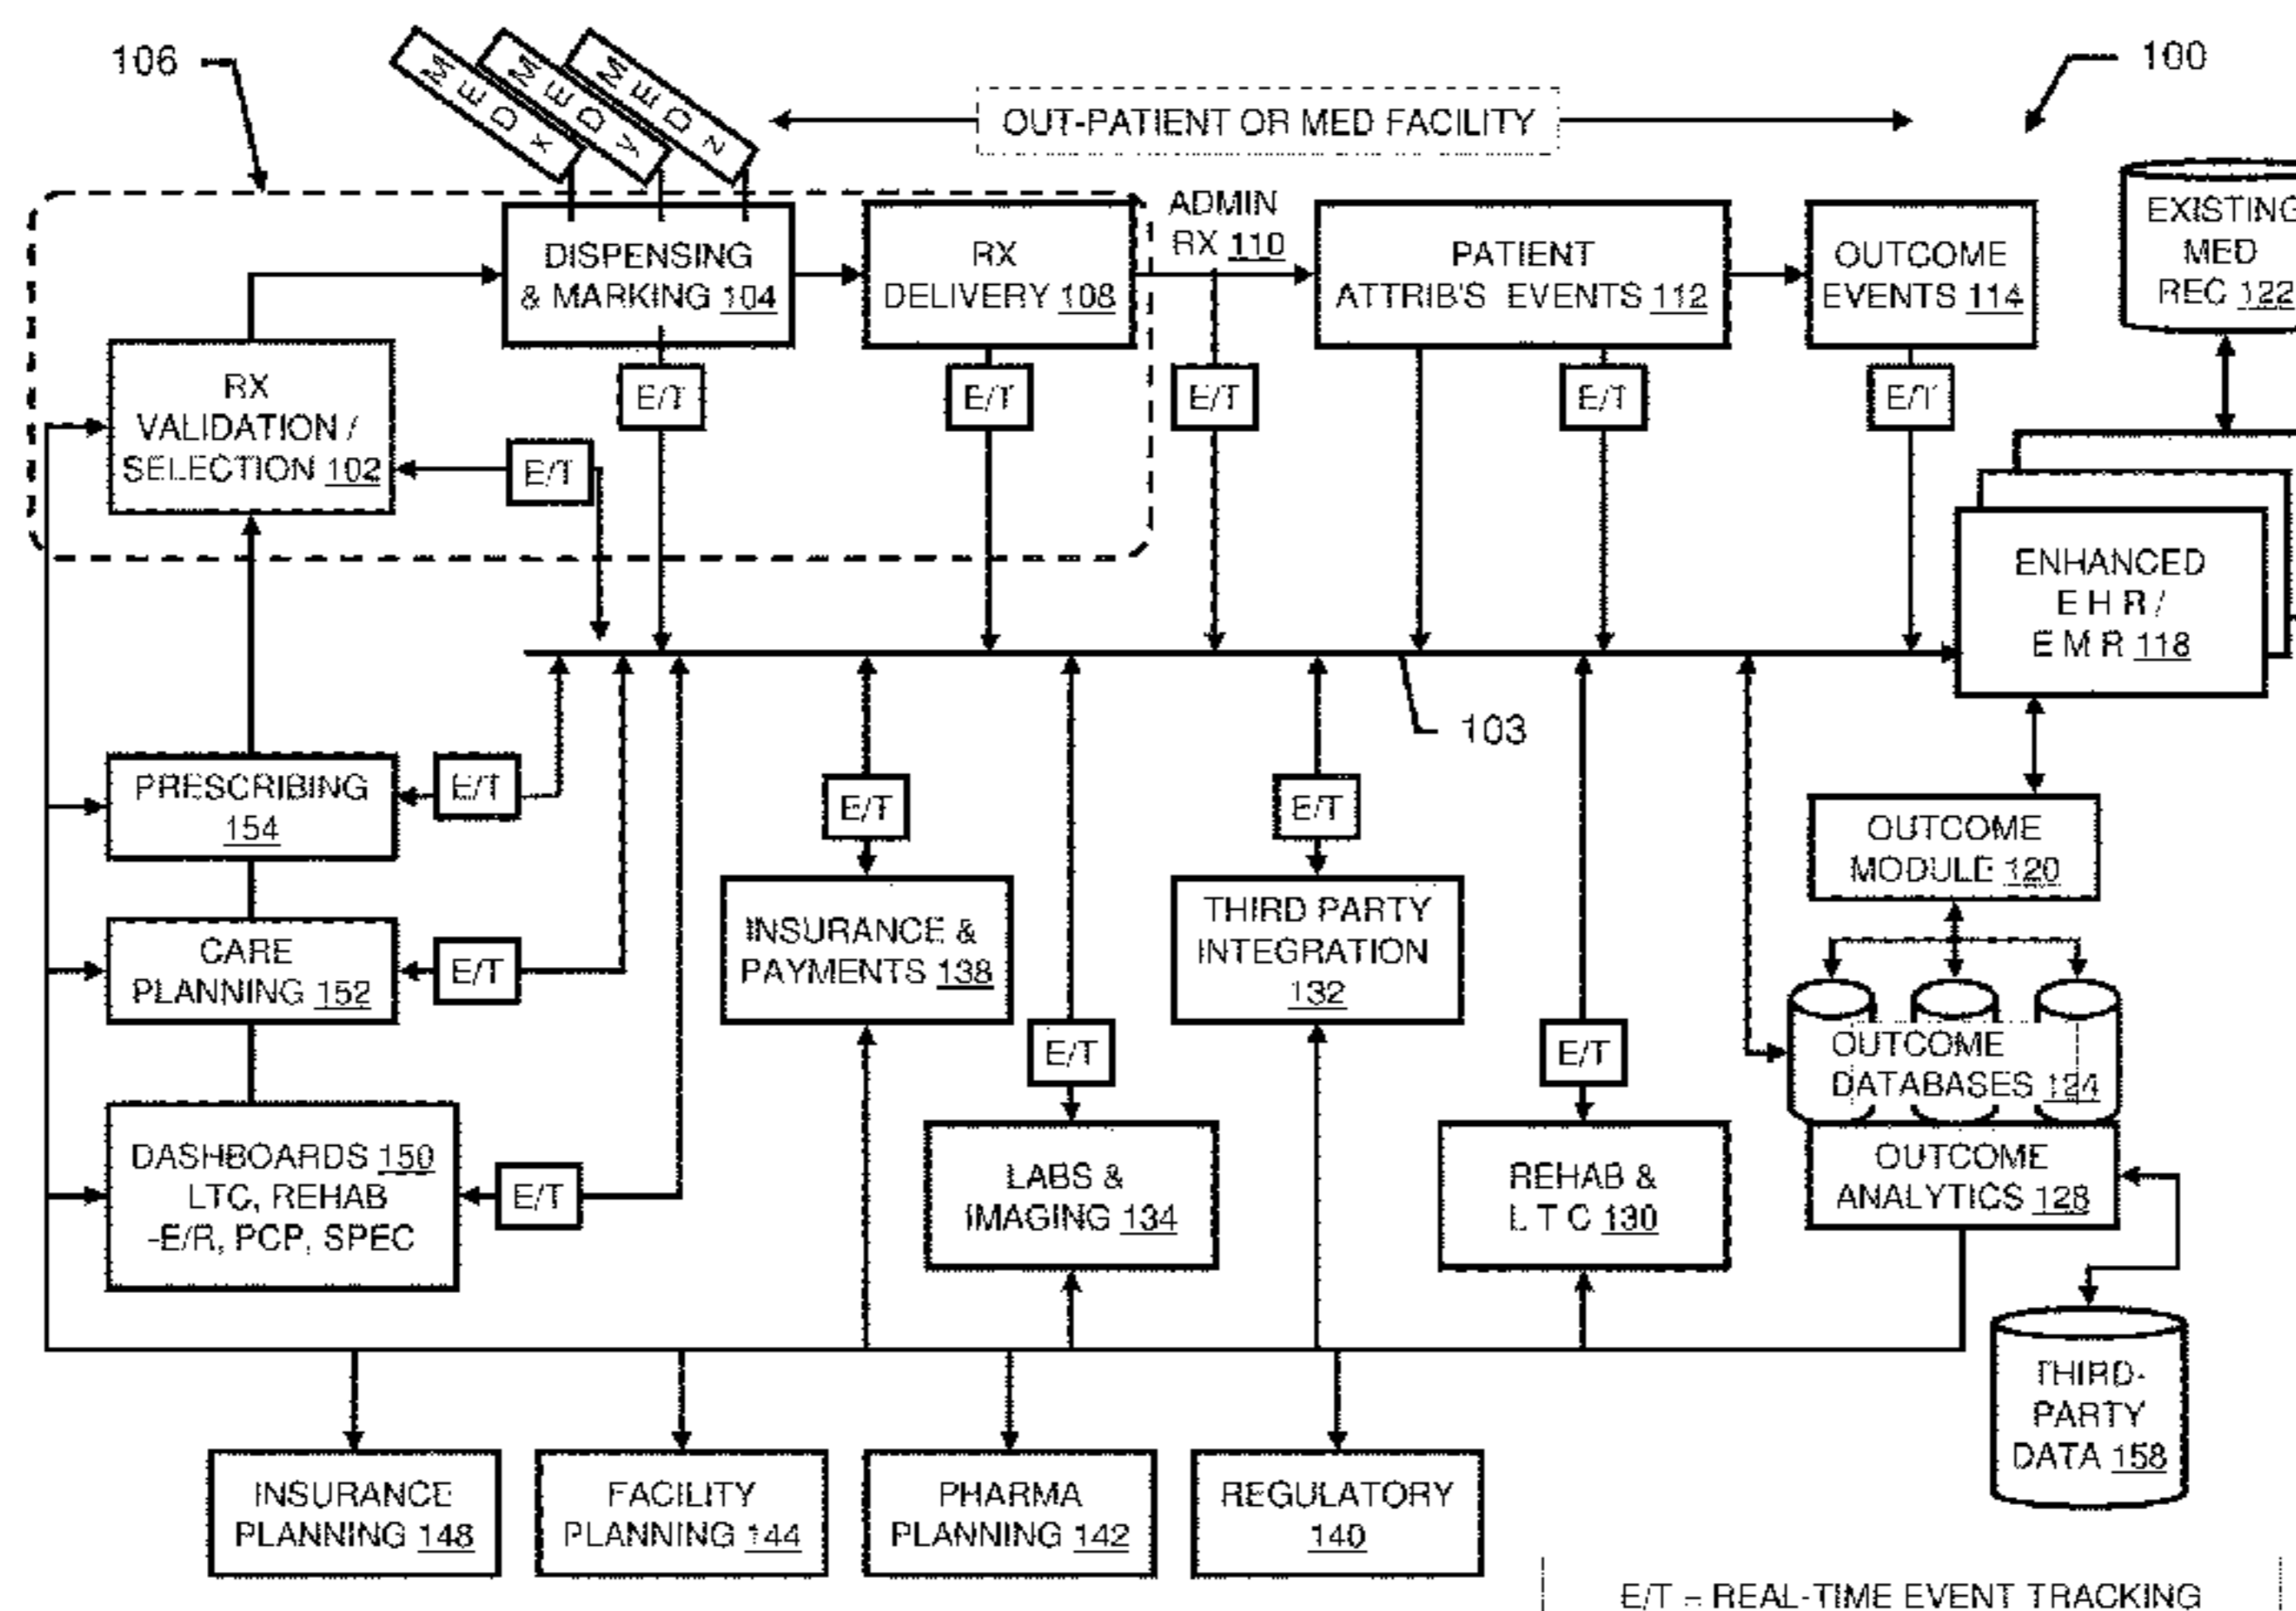 106
MED x
MED y
MED z
OUT-PATIENT OR MED FACILITY
100
DISPENSING
& MARKING 104
RX
DELIVERY 108
ADMIN
RX 110
PATIENT
ATTRIB'S EVENTS 112
OUTCOME
EVENTS 114
EXISTING
MED
REC 122
RX
VALIDATION /
SELECTION 102
E/T
E/T
E/T
E/T
E/T
E/T
ENHANCED
E H R /
E M R 118
103
PRESCRIBING
154
E/T
E/T
E/T
OUTCOME
MODULE 120
CARE
PLANNING 152
E/T
INSURANCE &
PAYMENTS 138
THIRD PARTY
INTEGRATION
132
E/T
E/T
OUTCOME
DATABASES 124
DASHBOARDS 150
LTC, REHAB
-E/R, PCP, SPEC
E/T
LABS &
IMAGING 134
REHAB &
L T C 130
OUTCOME
ANALYTICS 128
THIRD-
PARTY
DATA 158
INSURANCE
PLANNING 148
FACILITY
PLANNING 144
PHARMA
PLANNING 142
REGULATORY
140
E/T = REAL-TIME EVENT TRACKING